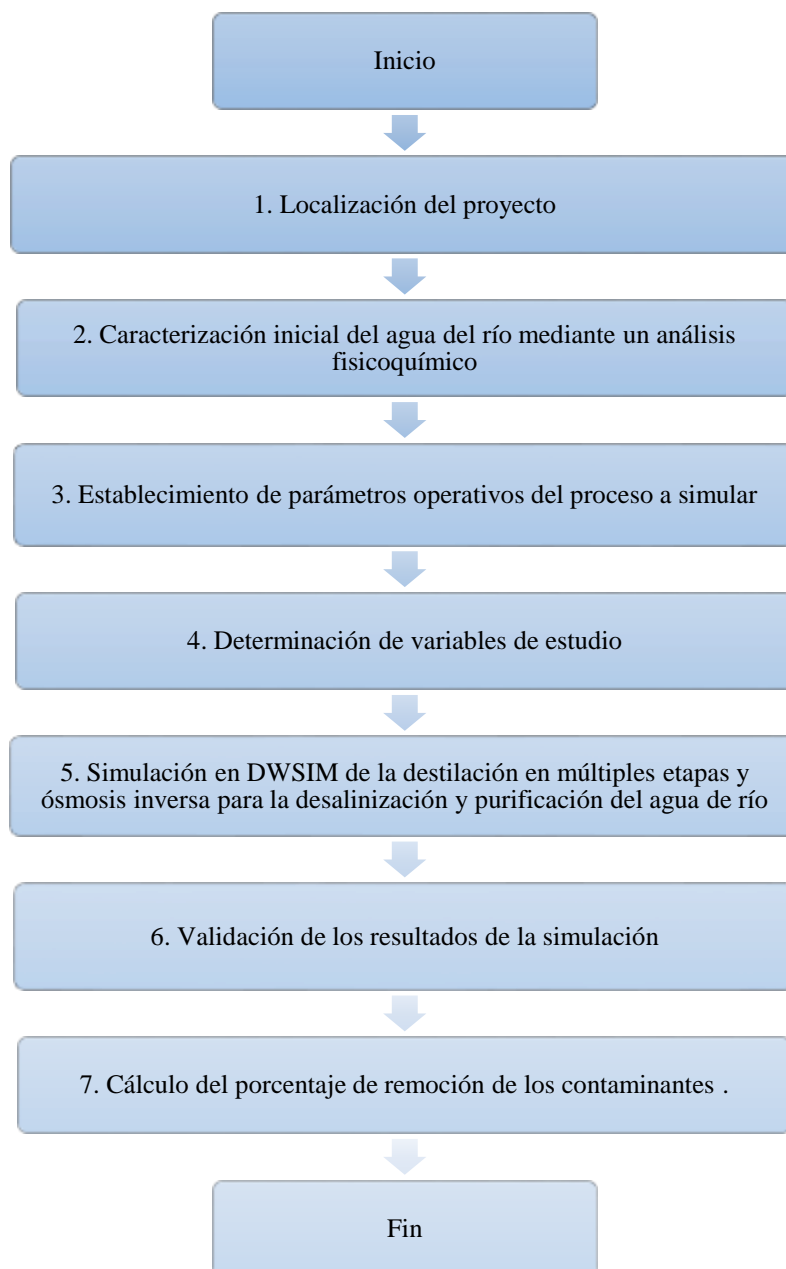 Inicio
1. Localización del proyecto
2. Caracterización inicial del agua del río mediante un análisis
fisicoquímico
3. Establecimiento de parámetros operativos del proceso a simular
4. Determinación de variables de estudio
5. Simulación en DWSIM de la destilación en múltiples etapas y
ósmosis inversa para la desalinización y purificación del agua de río
6. Validación de los resultados de la simulación
7. Cálculo del porcentaje de remoción de los contaminantes .
Fin